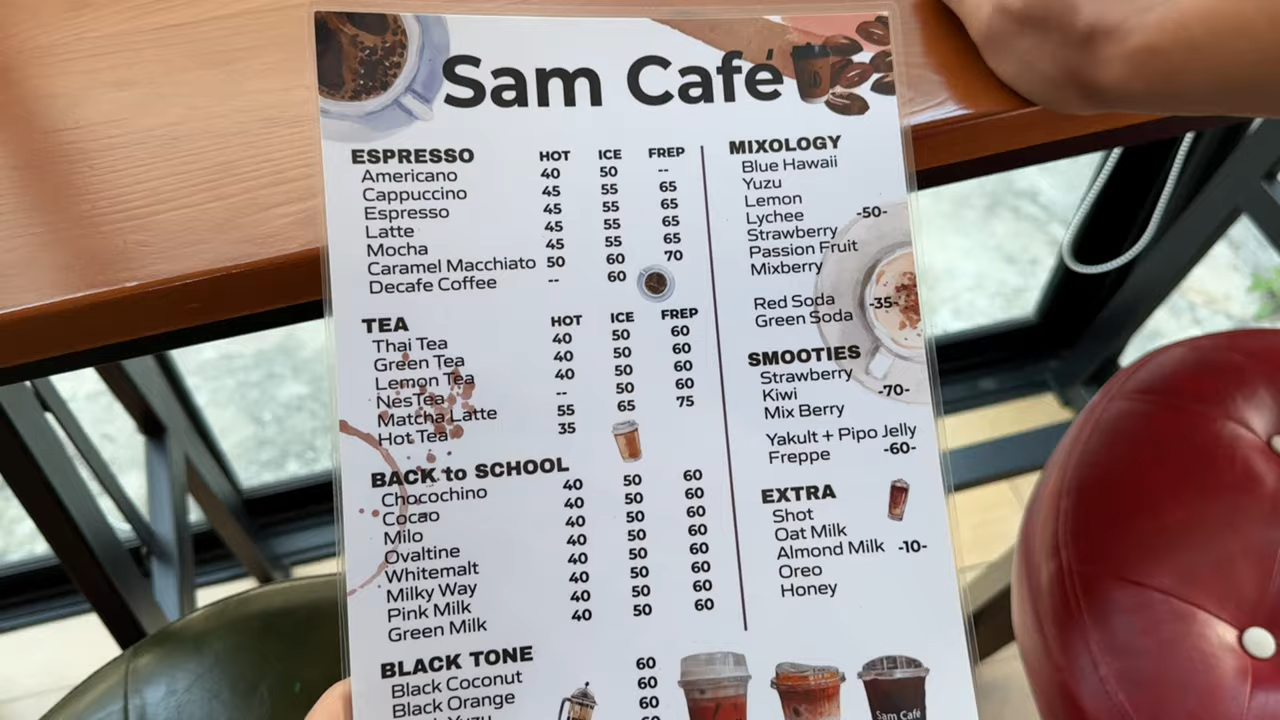 Sam Café
ESPRESSO HOT ICE FREP
Americano 40 50 --
Cappuccino 45 55 65
Espresso 45 55 65
Latte 45 55 65
Mocha 45 55 65
Caramel Macchiato 50 60 70
Decafe Coffee -- 60
TEA HOT ICE FREP
Thai Tea 40 50 60
Green Tea 40 50 60
Lemon Tea 40 50 60
NesTea -- 50 60
Matcha Latte 55 65 75
Hot Tea 35
BACK to SCHOOL
Chocochino 40 50 60
Cocao 40 50 60
Milo 40 50 60
Ovaltine 40 50 60
Whitemalt 40 50 60
Milky Way 40 50 60
Pink Milk 40 50 60
Green Milk 40 50 60
BLACK TONE
Black Coconut 60
Black Orange 60
Yuzu 60
MIXOLOGY
Blue Hawaii
Yuzu
Lemon
Lychee -50-
Strawberry
Passion Fruit
Mixberry
Red Soda -35-
Green Soda
SMOOTIES
Strawberry
Kiwi -70-
Mix Berry
Yakult + Pipo Jelly
Freppe -60-
EXTRA
Shot
Oat Milk
Almond Milk -10-
Oreo
Honey
Sam Café